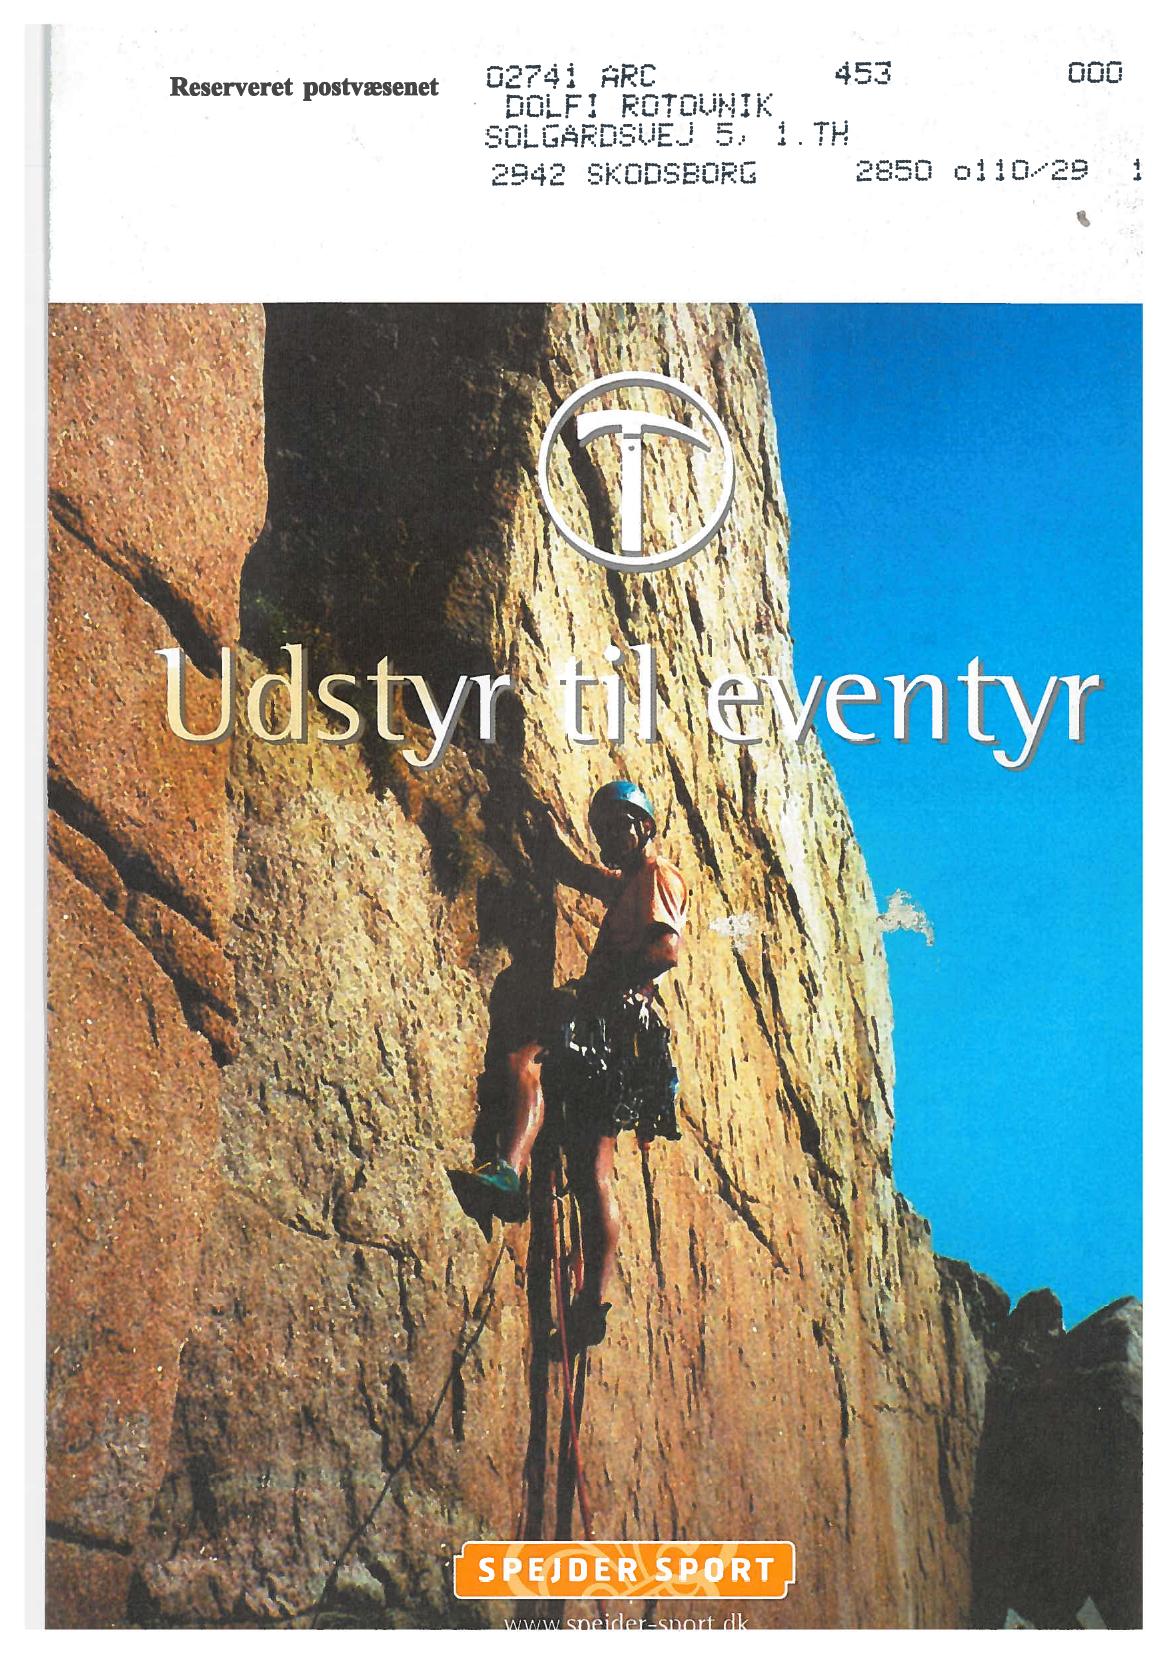 Reserveret postvæsenet
02741 ARC 453 000
DOLFI ROTOVNIK
SOLGARDSVEJ 5, 1.TH
2942 SKODSBORG 2850 o110/29 1
Udstyr til eventyr
SPEJDER SPORT
www.spejder-sport.dk